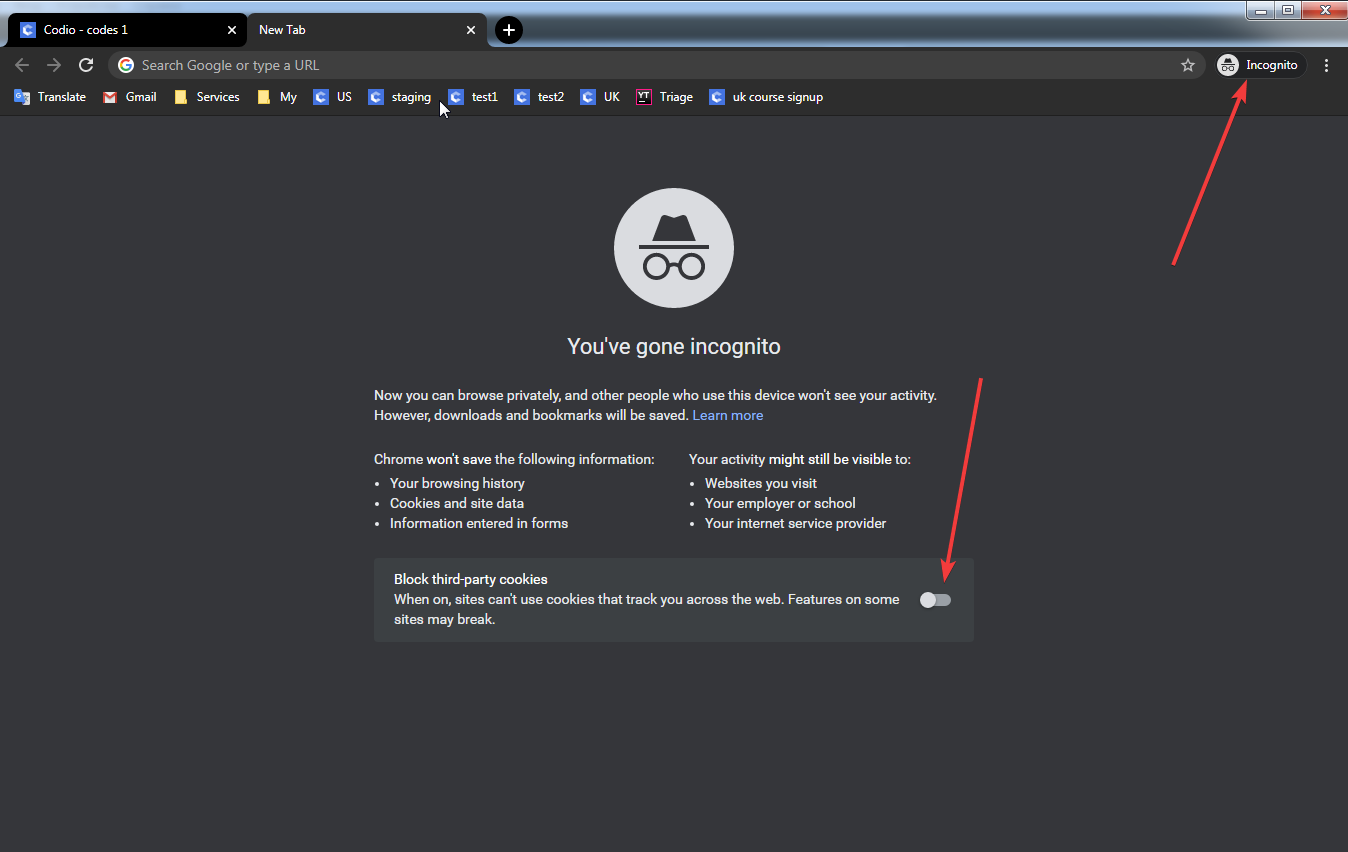 Codio - codes 1
New Tab
Search Google or type a URL
Incognito
Translate Gmail Services My US staging test1 test2 UK YT Triage uk course signup
You've gone incognito
Now you can browse privately, and other people who use this device won't see your activity.
However, downloads and bookmarks will be saved. Learn more
Chrome won't save the following information:
Your browsing history
Cookies and site data
Information entered in forms
Your activity might still be visible to:
Websites you visit
Your employer or school
Your internet service provider
Block third-party cookies
When on, sites can't use cookies that track you across the web. Features on some
sites may break.